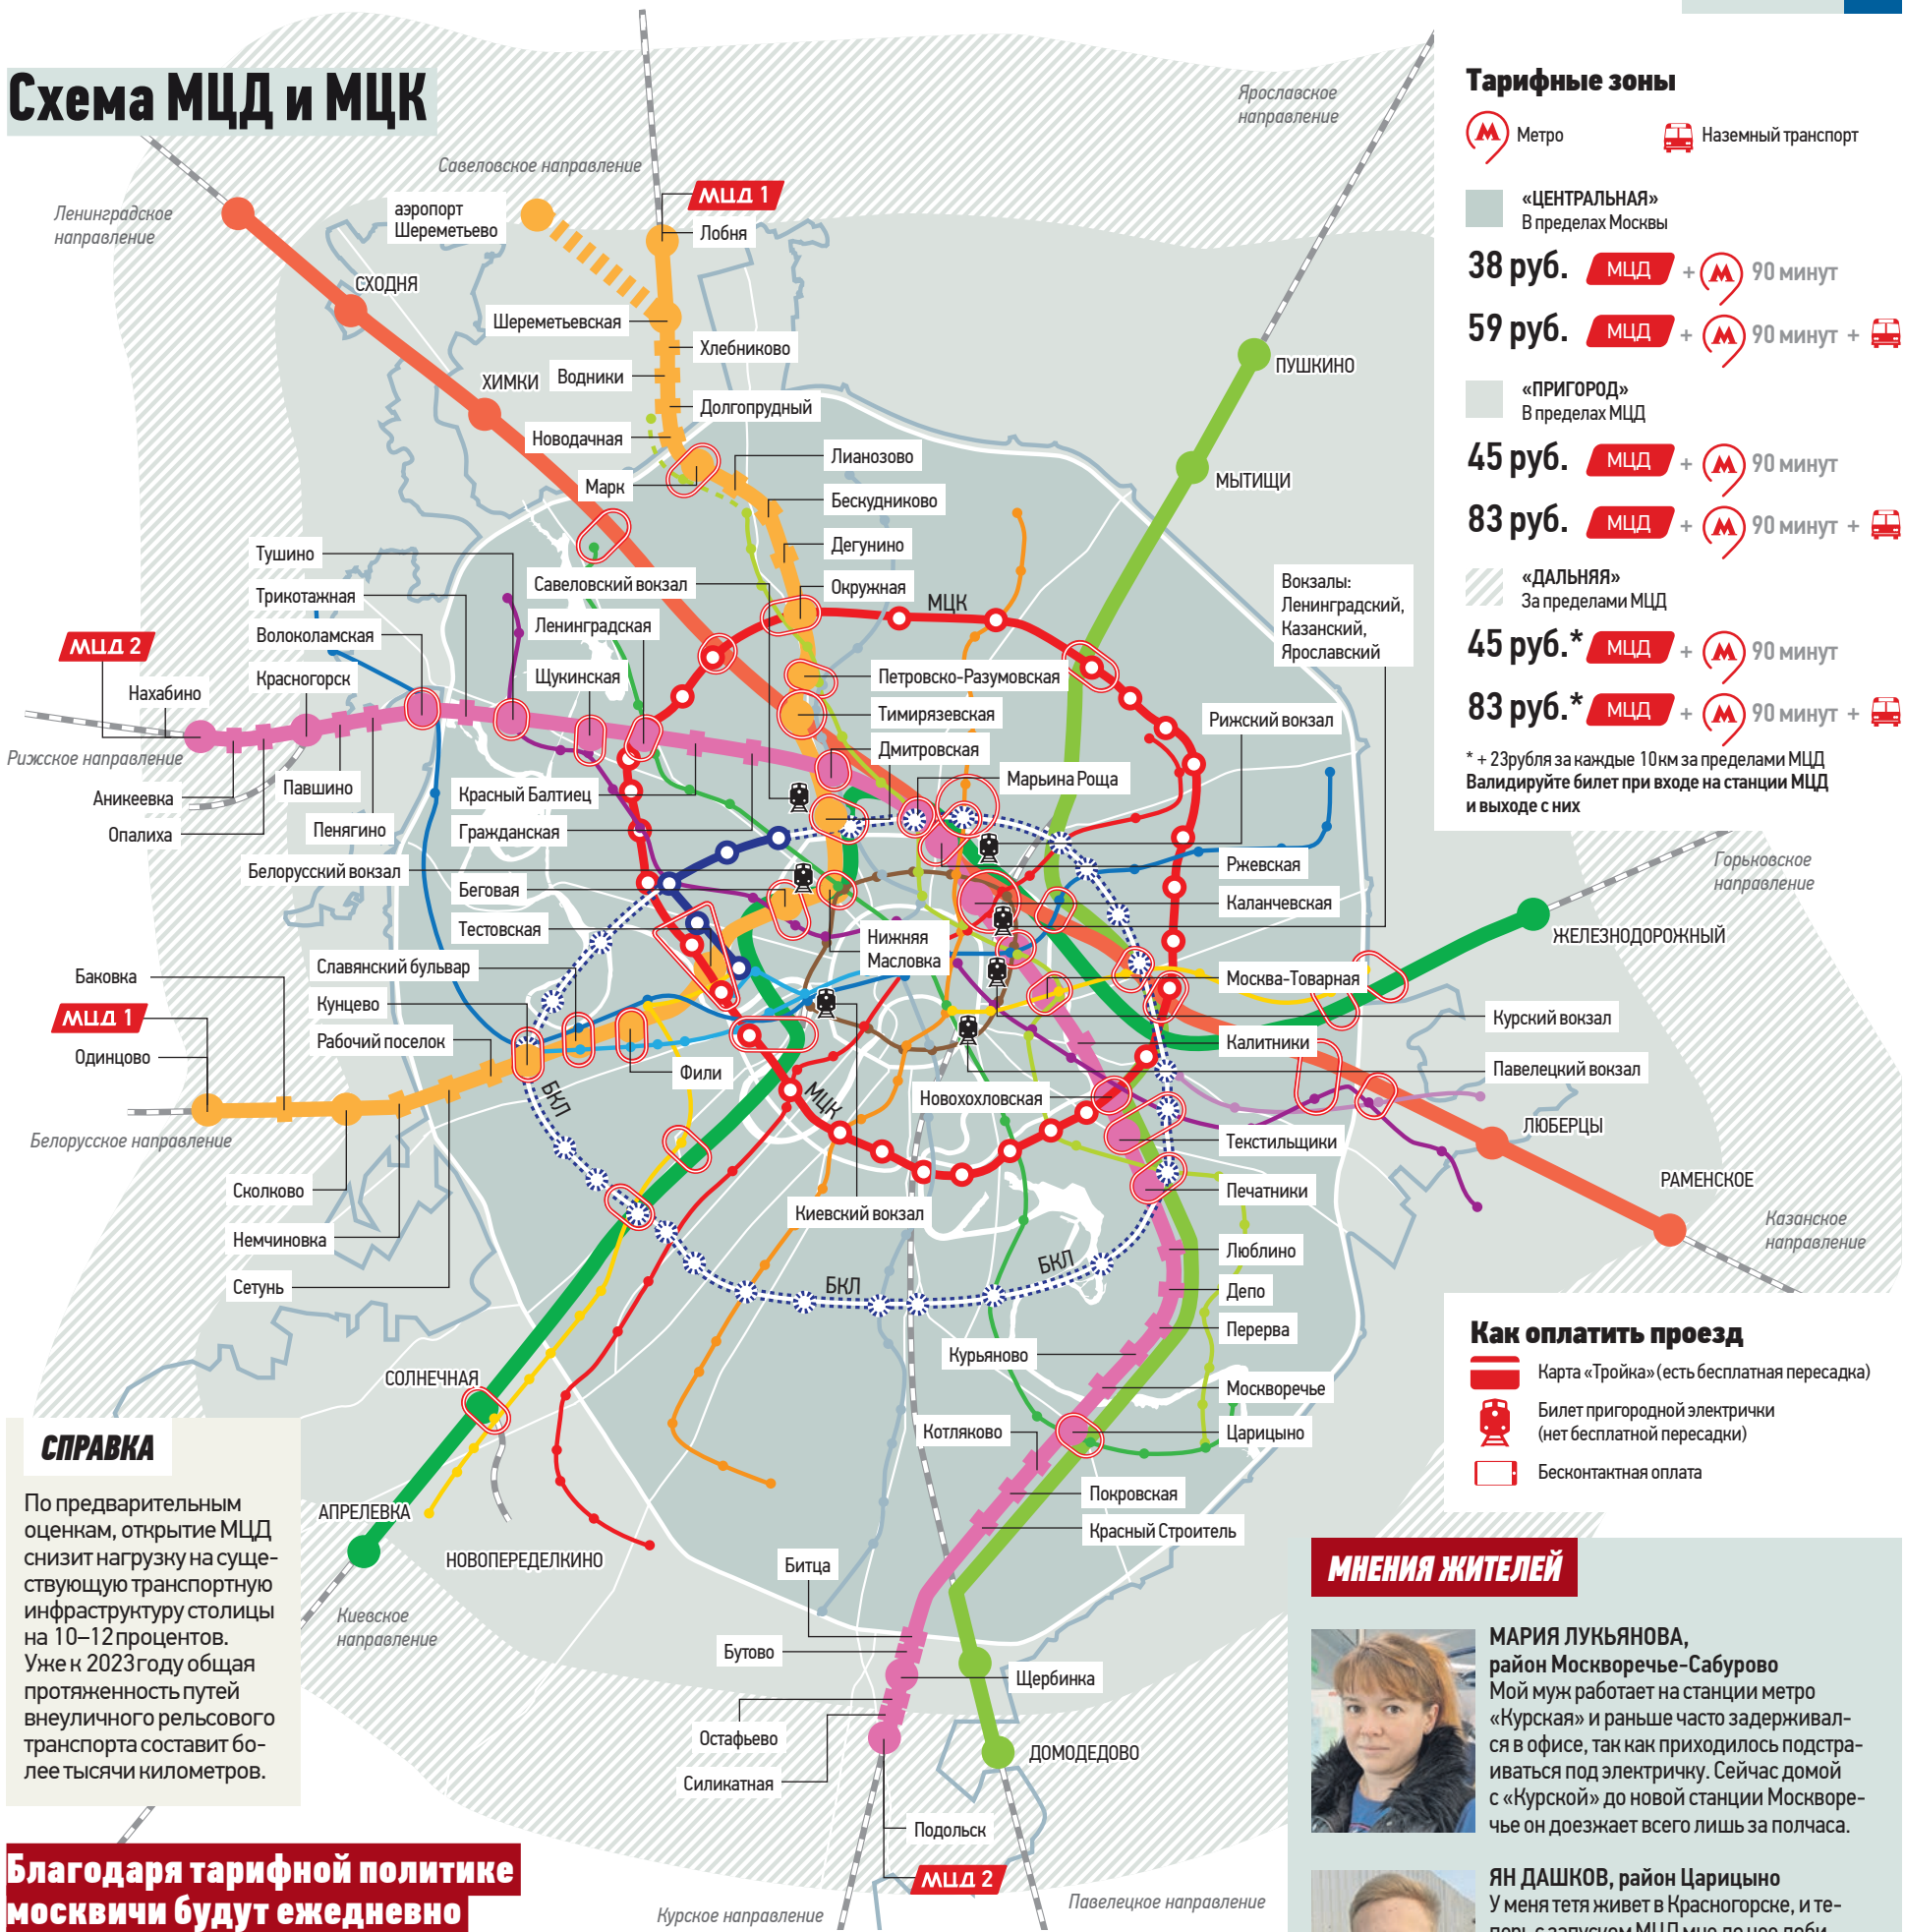 Схема МЦД и МЦК
Ярославское
направление
Савеловское направление
Ленинградское
направление
аэропорт
Шереметьево
МЦД 1
Лобня
СХОДНЯ
Шереметьевская
Хлебниково
ХИМКИ
Водники
Долгопрудный
Новодачная
Лианозово
Марк
Бескудниково
Дегунино
Окружная
ПУШКИНО
МЫТИЩИ
Тушино
Трикотажная
Волоколамская
МЦД 2
Красногорск
Нахабино
Рижское направление
Савеловский вокзал
Ленинградская
Щукинская
МЦК
Вокзалы:
Ленинградский,
Казанский,
Ярославский
Петровско-Разумовская
Тимирязевская
Дмитровская
Рижский вокзал
Марьина Роща
Аникеевка
Опалиха
Павшино
Пенягино
Красный Балтиец
Гражданская
Белорусский вокзал
Беговая
Тестовская
Ржевская
Каланчевская
Нижняя
Масловка
Горьковское
направление
ЖЕЛЕЗНОДОРОЖНЫЙ
Баковка
МЦД 1
Одинцово
Славянский бульвар
Кунцево
Рабочий поселок
Фили
БКЛ
МЦК
Москва-Товарная
Курский вокзал
Калитники
Павелецкий вокзал
Новохохловская
ЛЮБЕРЦЫ
Белорусское направление
Текстильщики
Печатники
РАМЕНСКОЕ
Казанское
направление
Сколково
Немчиновка
Сетунь
Киевский вокзал
Люблино
Депо
Перерва
БКЛ
БКЛ
Курьяново
Москворечье
Царицыно
Котляково
СОЛНЕЧНАЯ
АПРЕЛЕВКА
НОВОПЕРЕДЕЛКИНО
Покровская
Красный Строитель
Битца
Бутово
Щербинка
Остафьево
Силикатная
ДОМОДЕДОВО
Подольск
МЦД 2
Киевское
направление
Курское направление
Павелецкое направление
Тарифные зоны
М Метро
Наземный транспорт
«ЦЕНТРАЛЬНАЯ»
В пределах Москвы
38 руб. МЦД + М 90 минут
59 руб. МЦД + М 90 минут +
«ПРИГОРОД»
В пределах МЦД
45 руб. МЦД + М 90 минут
83 руб. МЦД + М 90 минут +
«ДАЛЬНЯЯ»
За пределами МЦД
45 руб.* МЦД + М 90 минут
83 руб.* МЦД + М 90 минут +
* + 23рубля за каждые 10км за пределами МЦД
Валидируйте билет при входе на станции МЦД
и выходе с них
Как оплатить проезд
Карта «Тройка» (есть бесплатная пересадка)
Билет пригородной электрички
(нет бесплатной пересадки)
Бесконтактная оплата
СПРАВКА
По предварительным
оценкам, открытие МЦД
снизит нагрузку на суще-
ствующую транспортную
инфраструктуру столицы
на 10–12 процентов.
Уже к 2023 году общая
протяженность путей
внеуличного рельсового
транспорта составит бо-
лее тысячи километров.
Благодаря тарифной политике
москвичи будут ежедневно
МНЕНИЯ ЖИТЕЛЕЙ
МАРИЯ ЛУКЬЯНОВА,
район Москворечье-Сабурово
Мой муж работает на станции метро
«Курская» и раньше часто задерживал-
ся в офисе, так как приходилось подстра-
иваться под электричку. Сейчас домой
с «Курской» до новой станции Москворе-
чье он доезжает всего лишь за полчаса.
ЯН ДАШКОВ, район Царицыно
У меня тетя живет в Красногорске, и те-
перь с запуском МЦД мне до нее доби-